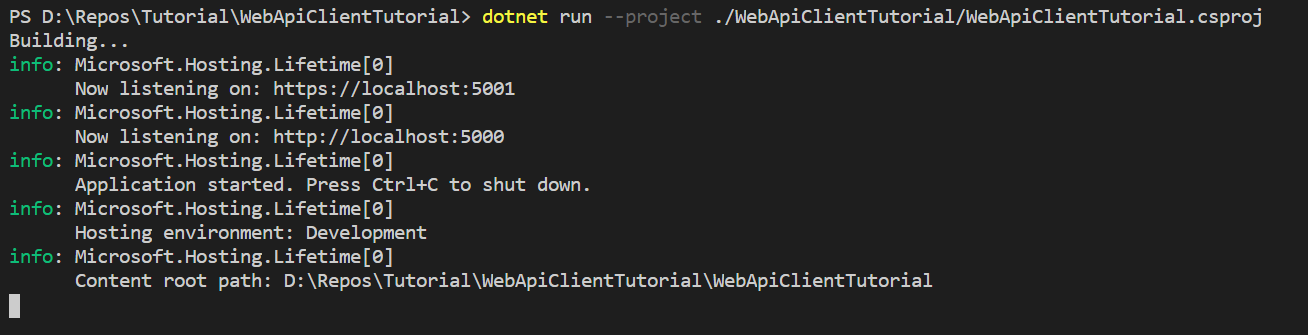 PS D:\Repos\Tutorial\WebApiClientTutorial> dotnet run --project ./WebApiClientTutorial/WebApiClientTutorial.csproj
Building...
info: Microsoft.Hosting.Lifetime[0]
      Now listening on: https://localhost:5001
info: Microsoft.Hosting.Lifetime[0]
      Now listening on: http://localhost:5000
info: Microsoft.Hosting.Lifetime[0]
      Application started. Press Ctrl+C to shut down.
info: Microsoft.Hosting.Lifetime[0]
      Hosting environment: Development
info: Microsoft.Hosting.Lifetime[0]
      Content root path: D:\Repos\Tutorial\WebApiClientTutorial\WebApiClientTutorial